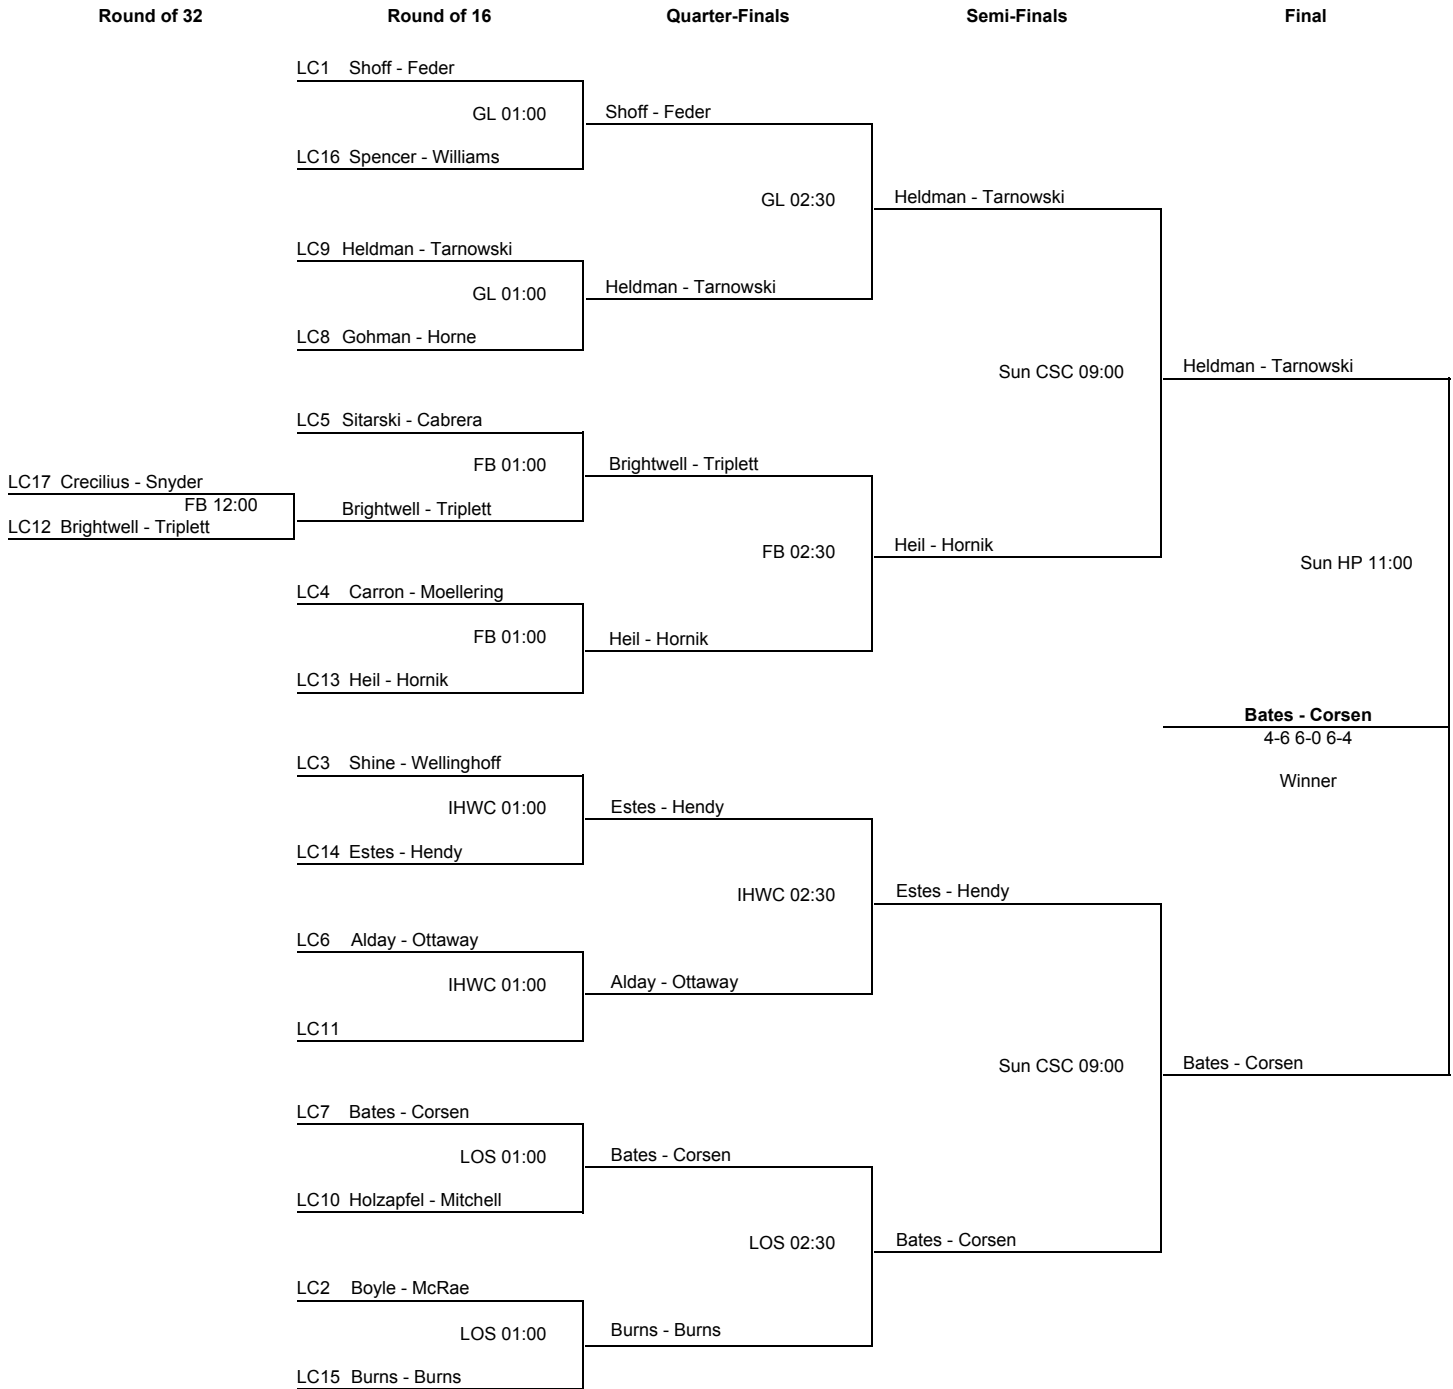 Round of 32 Round of 16 Quarter-Finals Semi-Finals Final
LC1 Shoff - Feder
GL 01:00
Shoff - Feder
LC16 Spencer - Williams
GL 02:30
Heldman - Tarnowski
LC9 Heldman - Tarnowski
GL 01:00
Heldman - Tarnowski
LC8 Gohman - Horne
Sun CSC 09:00
Heldman - Tarnowski
LC5 Sitarski - Cabrera
FB 01:00
Brightwell - Triplett
LC17 Crecilius - Snyder
FB 12:00
Brightwell - Triplett
LC12 Brightwell - Triplett
FB 02:30
Heil - Hornik
Sun HP 11:00
LC4 Carron - Moellering
FB 01:00
Heil - Hornik
LC13 Heil - Hornik
Bates - Corsen
4-6 6-0 6-4
Winner
LC3 Shine - Wellinghoff
IHWC 01:00
Estes - Hendy
LC14 Estes - Hendy
IHWC 02:30
Estes - Hendy
LC6 Alday - Ottaway
IHWC 01:00
Alday - Ottaway
LC11
Sun CSC 09:00
Bates - Corsen
LC7 Bates - Corsen
LOS 01:00
Bates - Corsen
LC10 Holzapfel - Mitchell
LOS 02:30
Bates - Corsen
LC2 Boyle - McRae
LOS 01:00
Burns - Burns
LC15 Burns - Burns